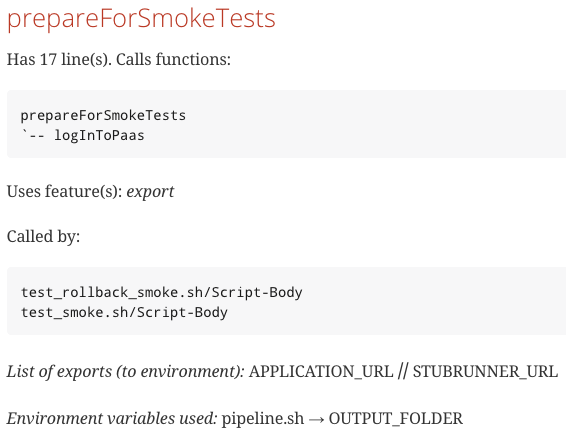 prepareForSmokeTests
Has 17 line(s). Calls functions:
prepareForSmokeTests
`-- logInToPaas
Uses feature(s): export
Called by:
test_rollback_smoke.sh/Script-Body
test_smoke.sh/Script-Body
List of exports (to environment): APPLICATION_URL // STUBRUNNER_URL
Environment variables used: pipeline.sh → OUTPUT_FOLDER